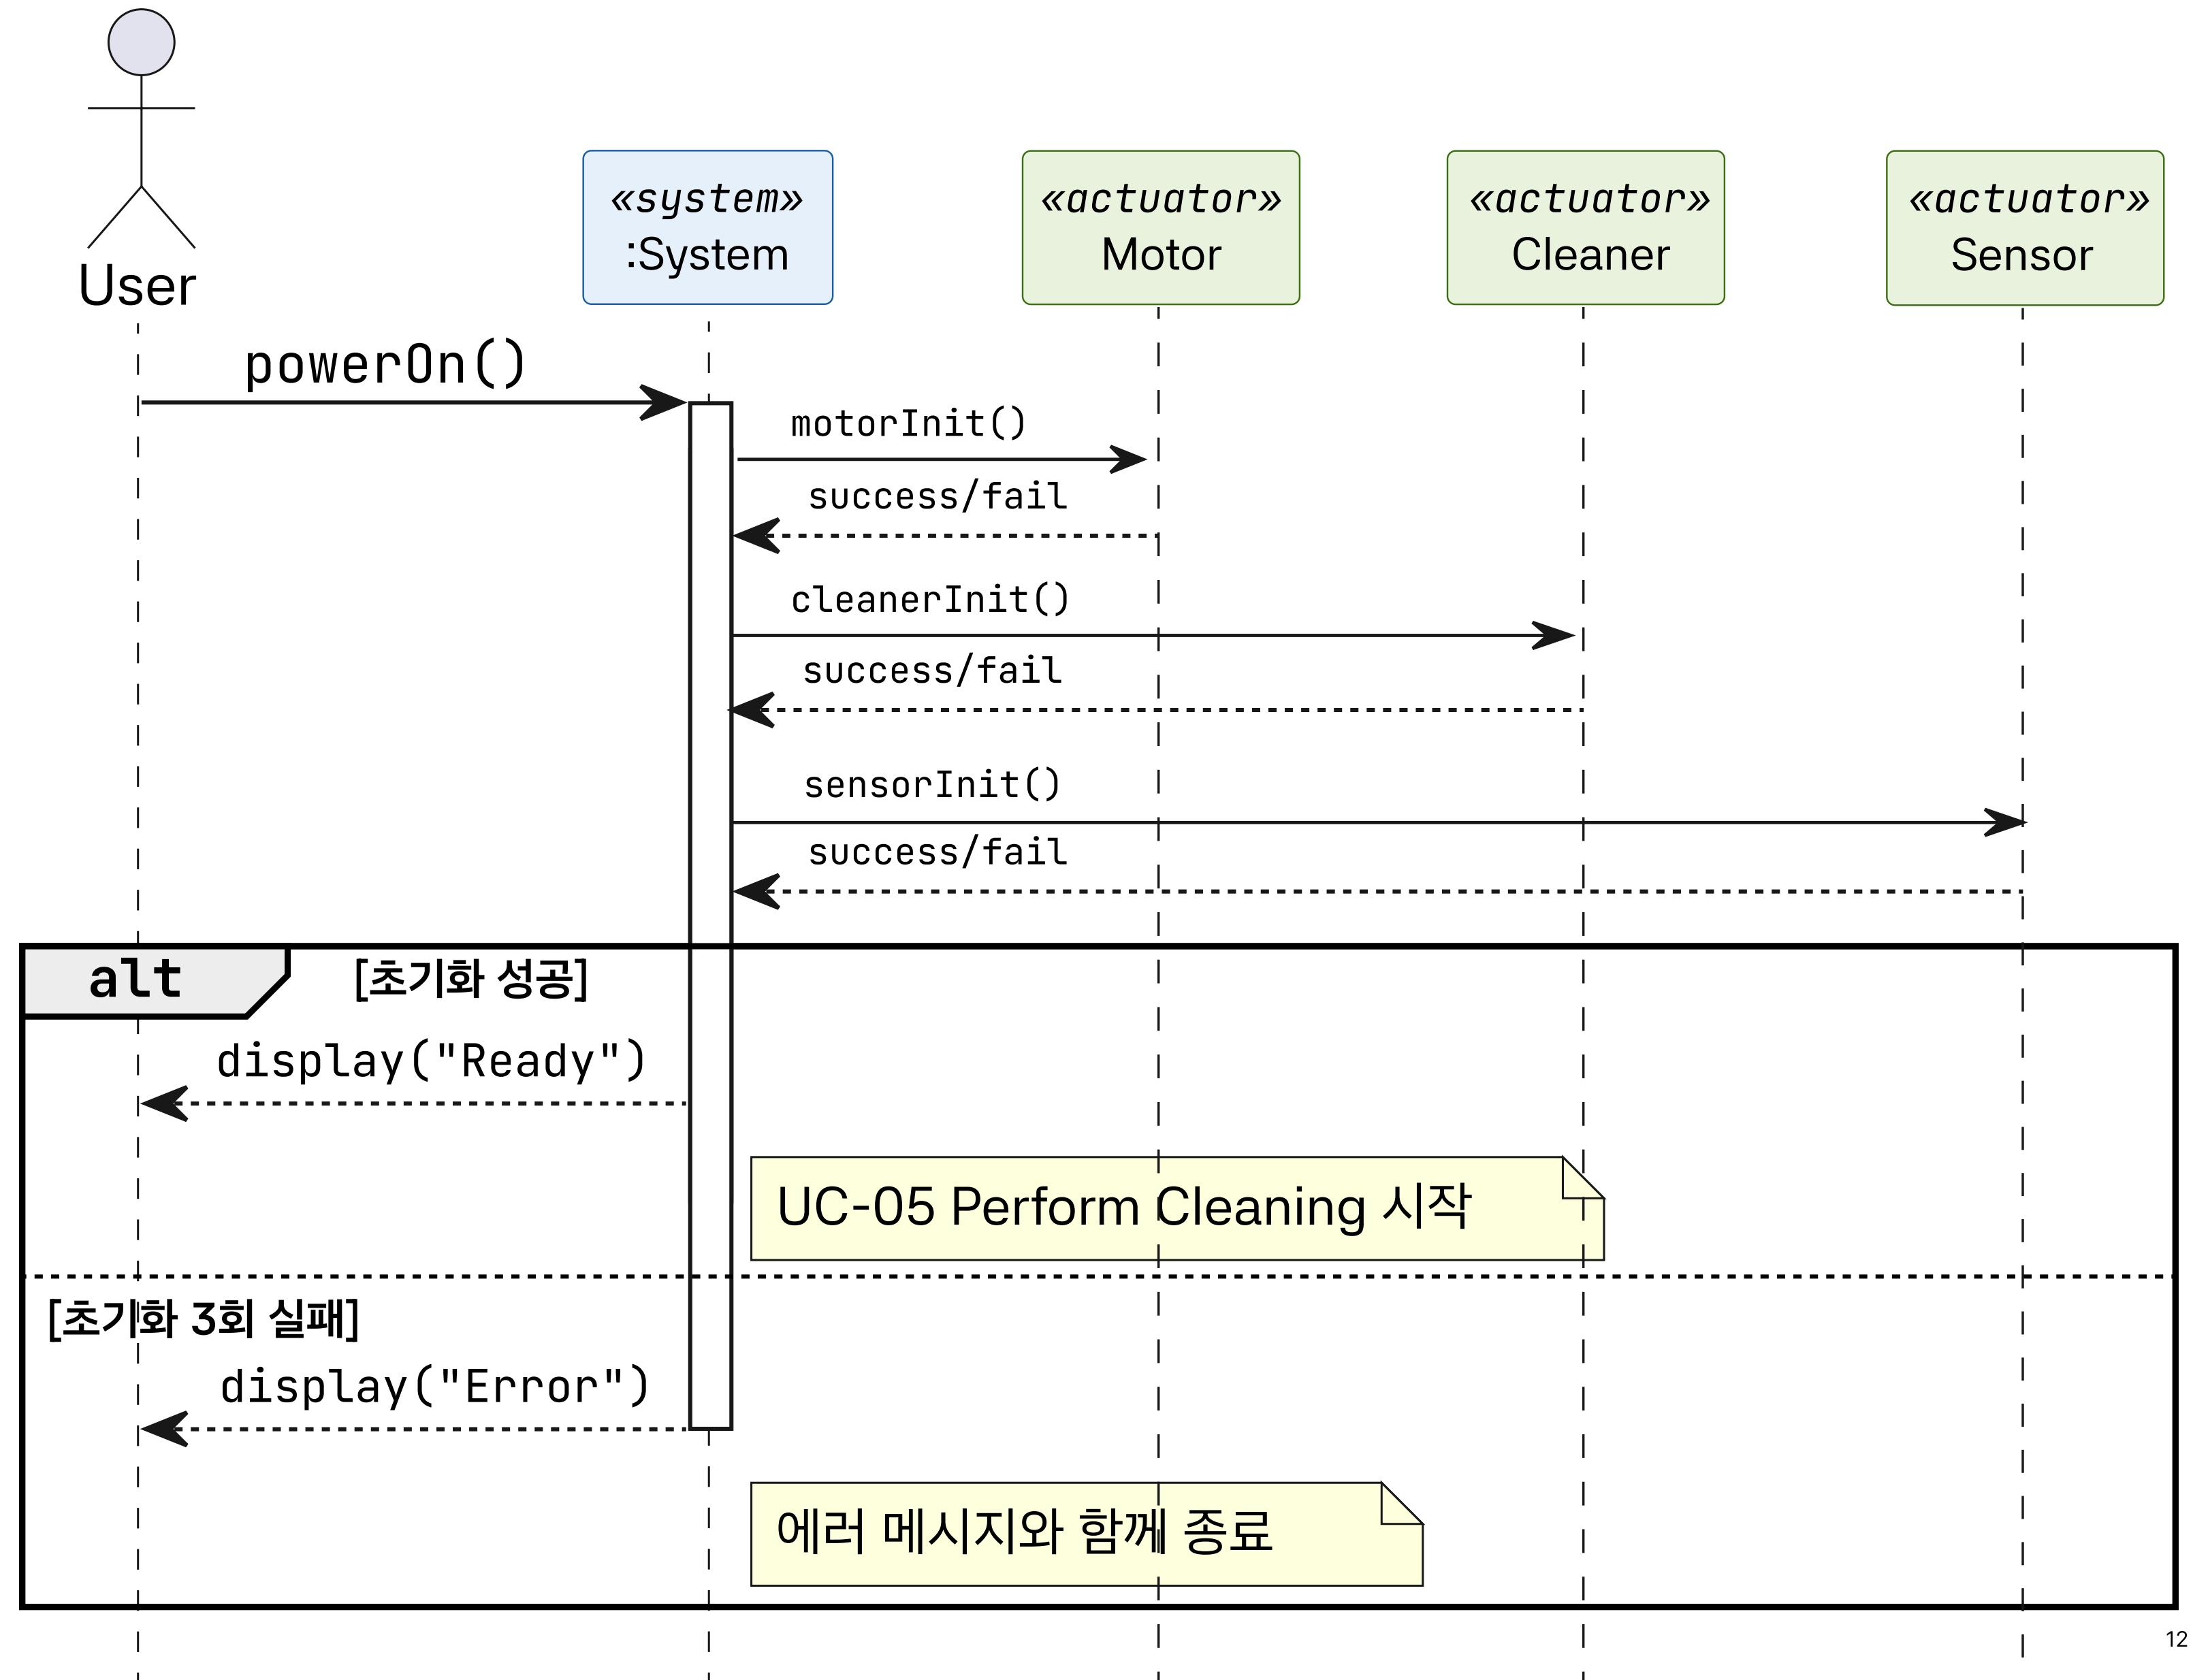 User
«system»
:System
«actuator»
Motor
«actuator»
Cleaner
«actuator»
Sensor
powerOn()
motorInit()
success/fail
cleanerInit()
success/fail
sensorInit()
success/fail
alt
[초기화 성공]
display("Ready")
UC-05 Perform Cleaning 시작
[초기화 3회 실패]
display("Error")
에러 메시지와 함께 종료
12